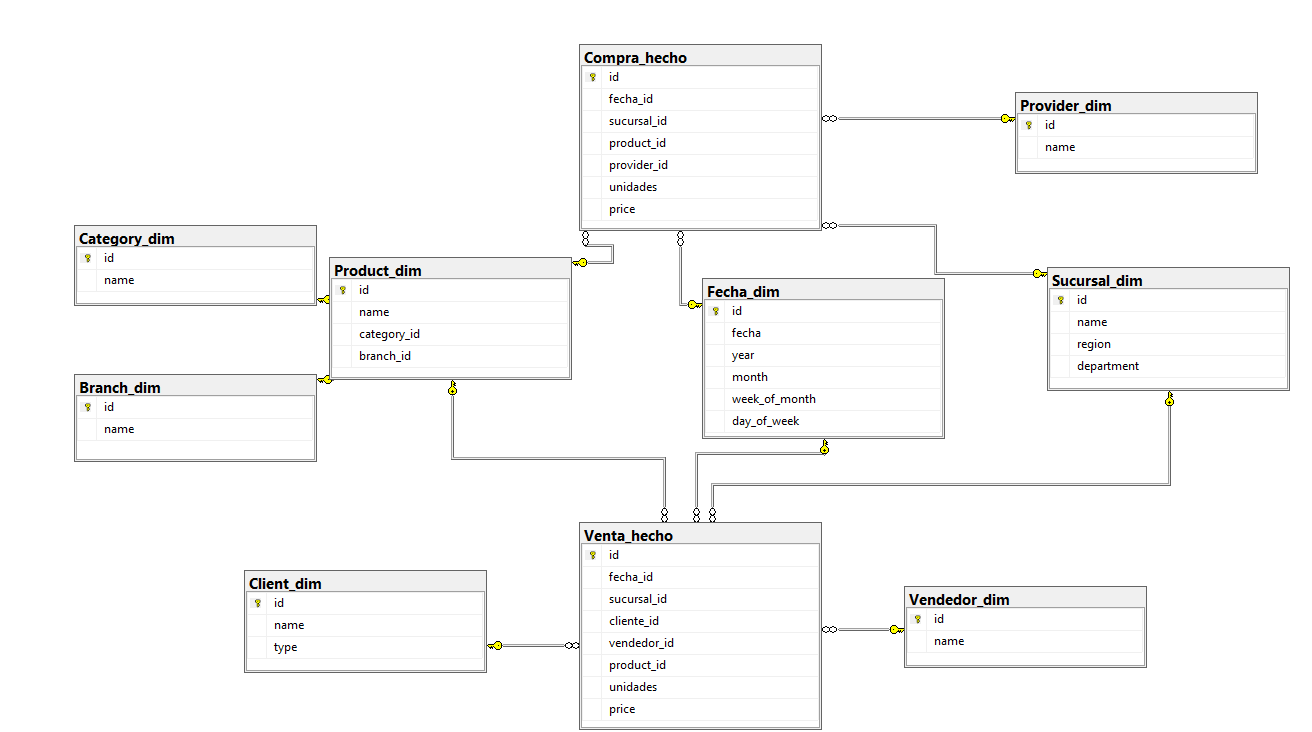 Compra_hecho
id
fecha_id
sucursal_id
product_id
provider_id
unidades
price
Provider_dim
id
name
Category_dim
id
name
Product_dim
id
name
category_id
branch_id
Fecha_dim
id
fecha
year
month
week_of_month
day_of_week
Sucursal_dim
id
name
region
department
Branch_dim
id
name
Venta_hecho
id
fecha_id
sucursal_id
cliente_id
vendedor_id
product_id
unidades
price
Client_dim
id
name
type
Vendedor_dim
id
name